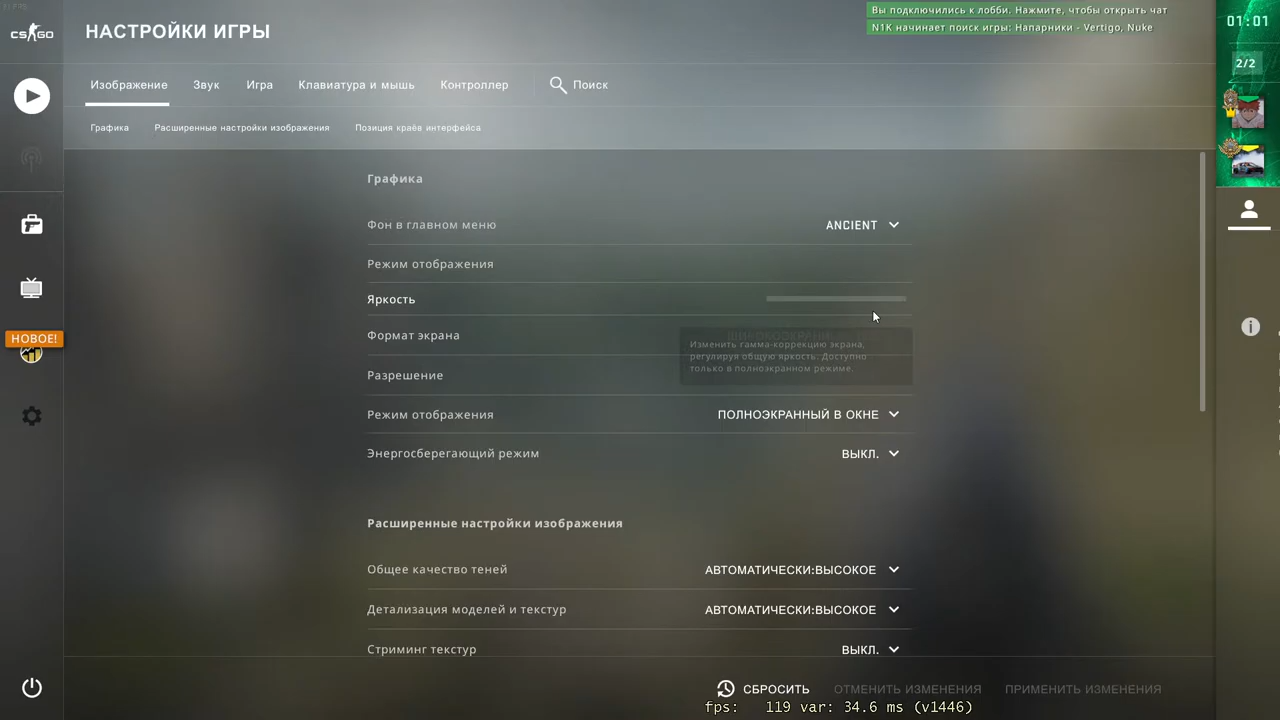 CS:GO
НАСТРОЙКИ ИГРЫ
Вы подключились к лобби. Нажмите, чтобы открыть чат
N1K начинает поиск игры: Напарники - Vertigo, Nuke
01:01
2/2
Изображение Звук Игра Клавиатура и мышь Контроллер Поиск
Графика Расширенные настройки изображения Позиция краёв интерфейса
Графика
Фон в главном меню ANCIENT
Режим отображения
Яркость
Формат экрана
Изменить гамма-коррекцию экрана,
регулируя общую яркость. Доступно
только в полноэкранном режиме.
Разрешение
Режим отображения ПОЛНОЭКРАННЫЙ В ОКНЕ
Энергосберегающий режим ВЫКЛ.
НОВОЕ!
Расширенные настройки изображения
Общее качество теней АВТОМАТИЧЕСКИ:ВЫСОКОЕ
Детализация моделей и текстур АВТОМАТИЧЕСКИ:ВЫСОКОЕ
Стриминг текстур ВЫКЛ.
СБРОСИТЬ ОТМЕНИТЬ ИЗМЕНЕНИЯ ПРИМЕНИТЬ ИЗМЕНЕНИЯ
fps: 119 var: 34.6 ms (v1446)